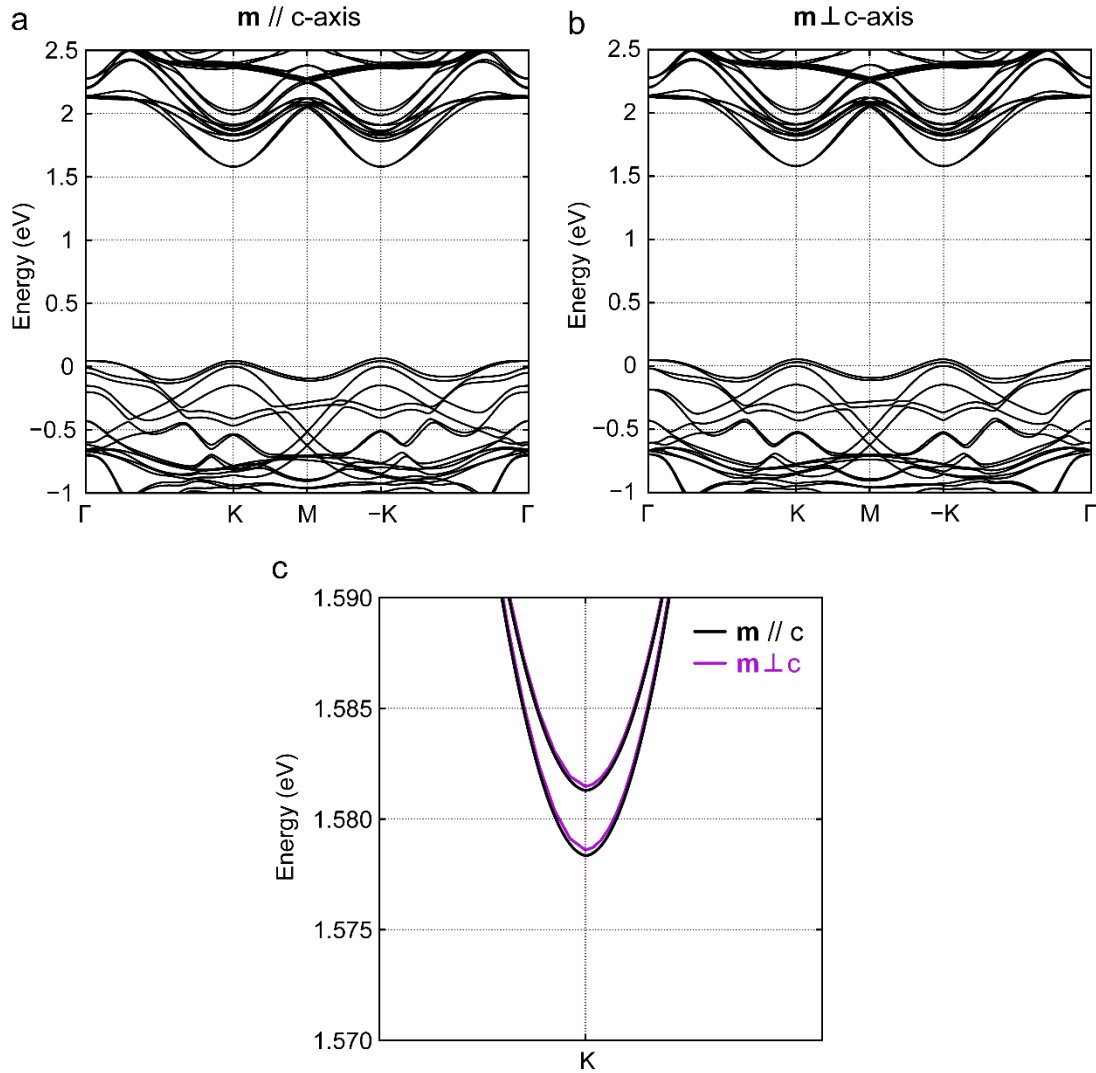 a
m // c-axis
2.5
2
1.5
1
0.5
0
−0.5
−1
Energy (eV)
Γ K M −K Γ
b
m ⊥ c-axis
2.5
2
1.5
1
0.5
0
−0.5
−1
Energy (eV)
Γ K M −K Γ
c
1.590
1.585
1.580
1.575
1.570
Energy (eV)
m // c
m ⊥ c
K